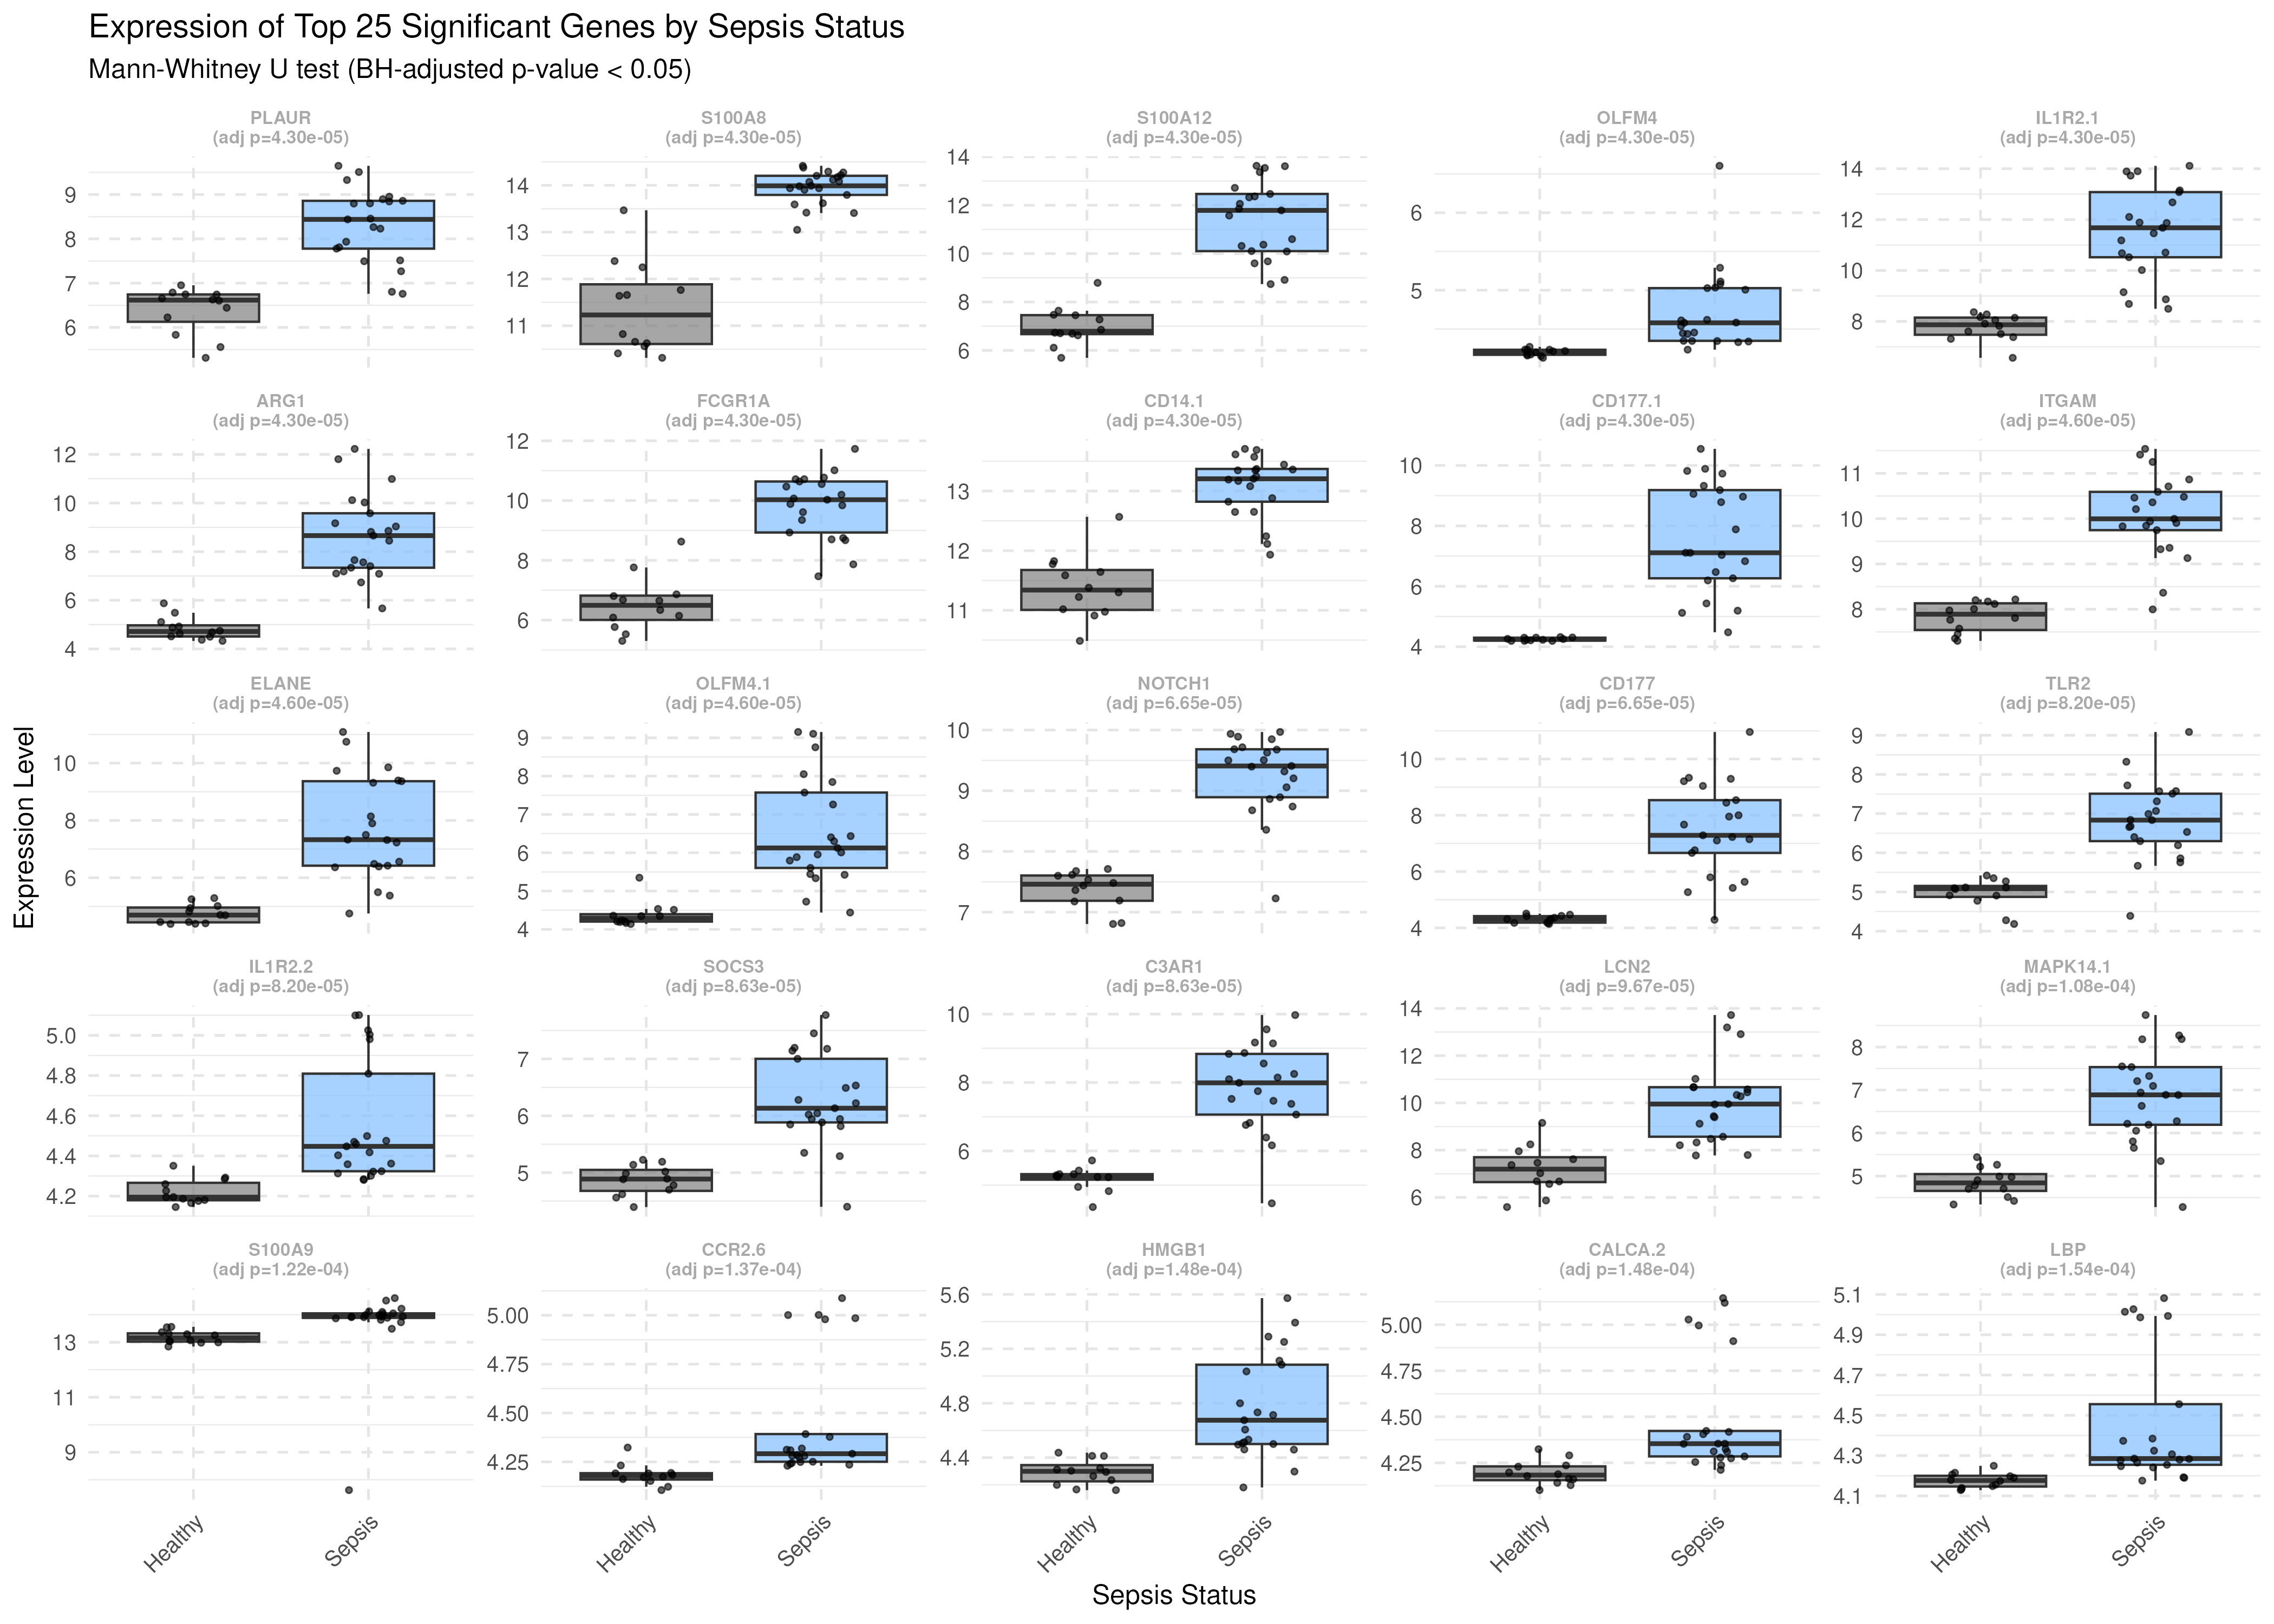 Expression of Top 25 Significant Genes by Sepsis Status
Mann-Whitney U test (BH-adjusted p-value < 0.05)
PLAUR
(adj p=4.30e-05)
9
8
7
6
S100A8
(adj p=4.30e-05)
14
13
12
11
S100A12
(adj p=4.30e-05)
14
12
10
8
6
OLFM4
(adj p=4.30e-05)
6
5
IL1R2.1
(adj p=4.30e-05)
14
12
10
8
ARG1
(adj p=4.30e-05)
12
10
8
6
4
FCGR1A
(adj p=4.30e-05)
12
10
8
6
CD14.1
(adj p=4.30e-05)
13
12
11
CD177.1
(adj p=4.30e-05)
10
8
6
4
ITGAM
(adj p=4.60e-05)
11
10
9
8
ELANE
(adj p=4.60e-05)
10
8
6
OLFM4.1
(adj p=4.60e-05)
9
8
7
6
5
4
NOTCH1
(adj p=6.65e-05)
10
9
8
7
CD177
(adj p=6.65e-05)
10
8
6
4
TLR2
(adj p=8.20e-05)
9
8
7
6
5
4
IL1R2.2
(adj p=8.20e-05)
5.0
4.8
4.6
4.4
4.2
SOCS3
(adj p=8.63e-05)
7
6
5
C3AR1
(adj p=8.63e-05)
10
8
6
LCN2
(adj p=9.67e-05)
14
12
10
8
6
MAPK14.1
(adj p=1.08e-04)
8
7
6
5
S100A9
(adj p=1.22e-04)
13
11
9
CCR2.6
(adj p=1.37e-04)
5.00
4.75
4.50
4.25
HMGB1
(adj p=1.48e-04)
5.6
5.2
4.8
4.4
CALCA.2
(adj p=1.48e-04)
5.00
4.75
4.50
4.25
LBP
(adj p=1.54e-04)
5.1
4.9
4.7
4.5
4.3
4.1
Healthy
Sepsis
Healthy
Sepsis
Healthy
Sepsis
Healthy
Sepsis
Healthy
Sepsis
Expression Level
Sepsis Status